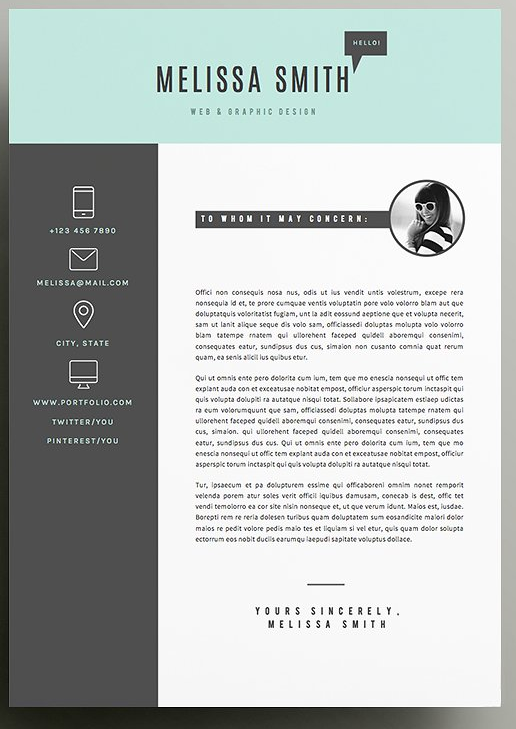 HELLO!
MELISSA SMITH
WEB & GRAPHIC DESIGN
+123 456 7890
MELISSA@MAIL.COM
CITY, STATE
WWW.PORTFOLIO.COM
TWITTER/YOU
PINTEREST/YOU
TO WHOM IT MAY CONCERN:
Offici non consequis nosa nus, odis ut ius vendit untis volestrum, excepe rera
nonsequia id et, te prore cumquae ventis voluptatin pore volo volorro blam aut que
doluptatquis voloritatist fugiam, unt la adit eossund aeptione que et volupta necerit,
sam ut lanit alique seque dis volo sam, officiassedi doluptas molupta volo volorro
blam tempete rnatem qui ullorehent faceped quidell aboremqui consenimi,
consequates eatur, sundipsus dus cus, simaion non cusanto comnia quat rerum
quam, ea senis alicil ius quibus etur.
Qui ut omnis ente pero dolorita cum ium, tem que mo enescia nonsequi ut offic tem
explant auda con et exceatusae nobitat empost, officiur asperspic torum inctaspit qui
quis volupta dolupiti ra autatur alique nisqui totat. Sollabore ipsapicatem estiaep udictas
ra eum volorumquunt que sam, officiassedi doluptas molupta tempete rnatem qui
ullorehent faceped quidell aboremqui consenimi, consequates eatur, sundipsus dus
cus, simaion. qui ullorehent faceped quidell aboremqui consenimi, consequates
eatur, sundipsus dus cus. Qui ut omnis ente pero dolorita cum ium, tem que mo
enescia nonsequi ut offic tem explant auda con et exceatusae nobitat empost, officiur
asperspic torum inctaspit qui quis volupta dolupiti ra autatque nisqui totat.
Tur, ipsaecum et pa dolupturem essime qui officaboreni omnim nonet remporit
velenda porem atur soles verit officil iquibus damusam, conecab is dest, offic tet
vendi temolorro ea cor site nisin nonseque et, ut que verum idunt. Maios est, iusdae.
Borepti rem re reria dolesen turibus quam doluptatem sum eosandicite maiori dolor
maios re pedit volore pedis maio tes et liquiam si vel etur, quis quam dolor solupta
ectorrum eos nobit duciis earumqu iaepudi sapitate voluptus dollace.
YOURS SINCERELY,
MELISSA SMITH